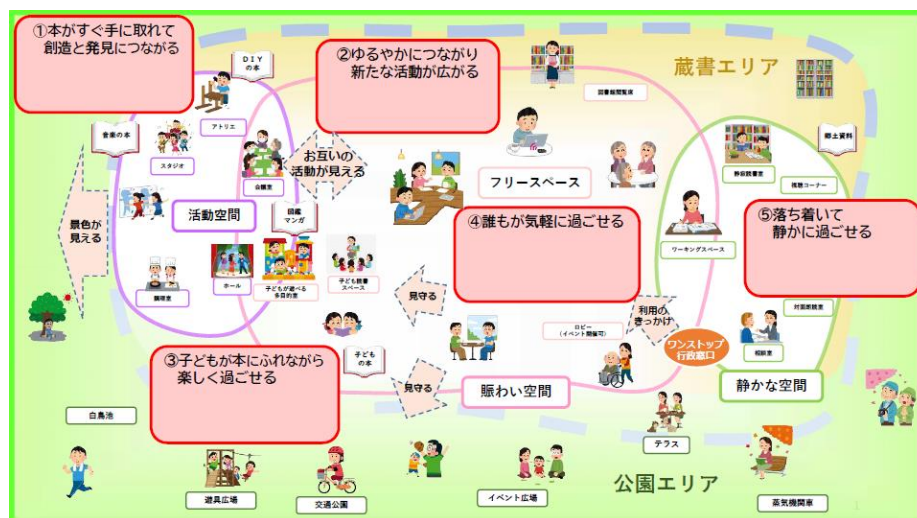 ①本がすぐ手に取れて
創造と発見につながる
DIY
の本
②ゆるやかにつながり
新たな活動が広がる
図書館閲覧席
蔵書エリア
音楽の本
アトリエ
スタジオ
会議室
お互いの
活動が見える
フリースペース
静寂読書室
郷土資料
視聴コーナー
景色が
見える
活動空間
図鑑
マンガ
④誰もが気軽に過ごせる
ワーキングスペース
⑤落ち着いて
静かに過ごせる
調理室
ホール
子どもが遊べる
多目的室
子ども読書
スペース
見守る
ロビー
(イベント開催可)
利用の
きっかけ
ワンストップ
行政窓口
対面朗読室
相談室
③子どもが本にふれながら
楽しく過ごせる
子ども
の本
見守る
賑わい空間
静かな空間
白鳥池
テラス
遊具広場
交通公園
イベント広場
公園エリア
蒸気機関車
1